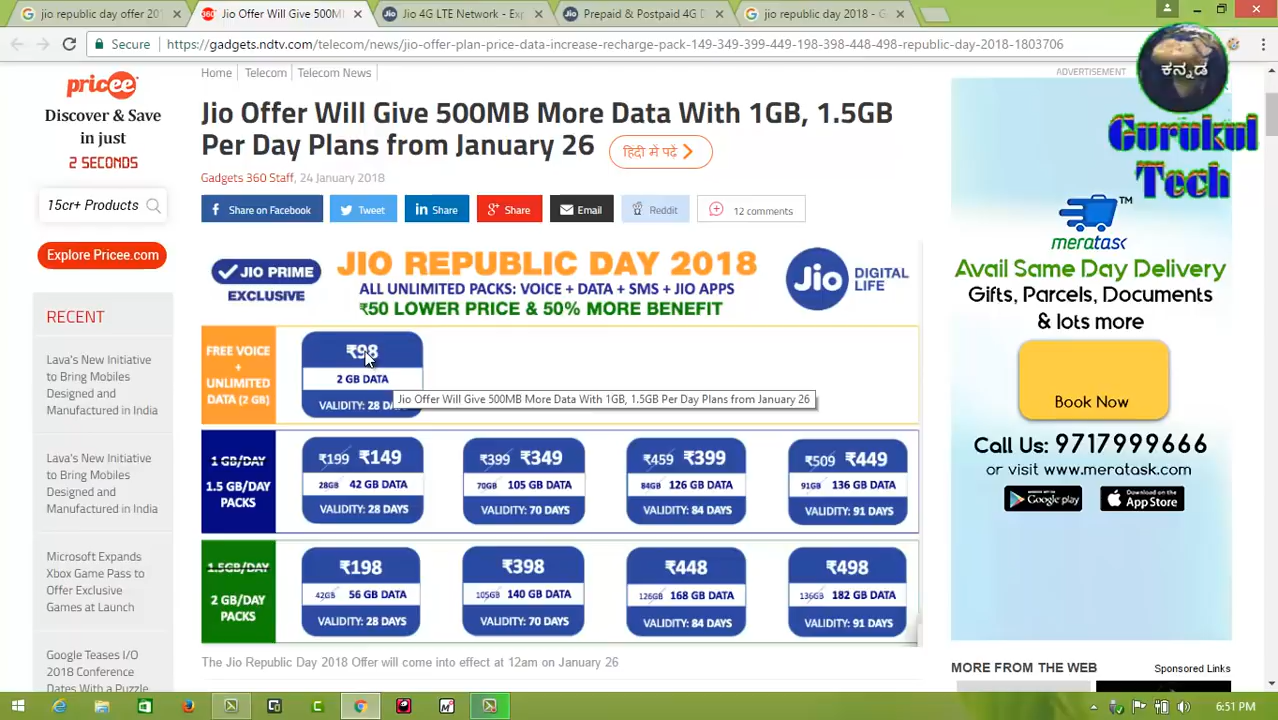 jio republic day offer 201
Jio Offer Will Give 500M
Jio 4G LTE Network - Exp
Prepaid & Postpaid 4G D
jio republic day 2018 - G
Secure
https://gadgets.ndtv.com/telecom/news/jio-offer-plan-price-data-increase-recharge-pack-149-349-399-449-198-398-448-498-republic-day-2018-1803706
ಕನ್ನಡ
Gurukul
Tech
pricee
Discover & Save
in just
2 SECONDS
15cr+ Products
Explore Pricee.com
RECENT
Lava's New Initiative
to Bring Mobiles
Designed and
Manufactured in India
Lava's New Initiative
to Bring Mobiles
Designed and
Manufactured in India
Microsoft Expands
Xbox Game Pass to
Offer Exclusive
Games at Launch
Google Teases I/O
2018 Conference
Dates With a Puzzle
Home Telecom Telecom News
Jio Offer Will Give 500MB More Data With 1GB, 1.5GB
Per Day Plans from January 26
हिंदी में पढ़ें
Gadgets 360 Staff, 24 January 2018
Share on Facebook Tweet Share Share Email Reddit 12 comments
JIO PRIME
EXCLUSIVE
JIO REPUBLIC DAY 2018
ALL UNLIMITED PACKS: VOICE + DATA + SMS + JIO APPS
₹50 LOWER PRICE & 50% MORE BENEFIT
Jio DIGITAL
LIFE
FREE VOICE
+
UNLIMITED
DATA (2 GB)
₹98
2 GB DATA
VALIDITY: 28 DA
Jio Offer Will Give 500MB More Data With 1GB, 1.5GB Per Day Plans from January 26
1 GB/DAY
1.5 GB/DAY
PACKS
₹199 ₹149
28GB 42 GB DATA
VALIDITY: 28 DAYS
₹399 ₹349
70GB 105 GB DATA
VALIDITY: 70 DAYS
₹459 ₹399
84GB 126 GB DATA
VALIDITY: 84 DAYS
₹509 ₹449
91GB 136 GB DATA
VALIDITY: 91 DAYS
1.5GB/DAY
2 GB/DAY
PACKS
₹198
42GB 56 GB DATA
VALIDITY: 28 DAYS
₹398
105GB 140 GB DATA
VALIDITY: 70 DAYS
₹448
126GB 168 GB DATA
VALIDITY: 84 DAYS
₹498
136GB 182 GB DATA
VALIDITY: 91 DAYS
The Jio Republic Day 2018 Offer will come into effect at 12am on January 26
ADVERTISEMENT
meratask™
Avail Same Day Delivery
Gifts, Parcels, Documents
& lots more
Book Now
Call Us: 9717999666
or visit www.meratask.com
Google play
Download on the
App Store
MORE FROM THE WEB
Sponsored Links
6:51 PM